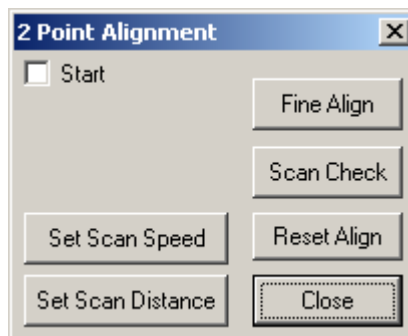 2 Point Alignment
Start
Fine Align
Scan Check
Set Scan Speed
Reset Align
Set Scan Distance
Close